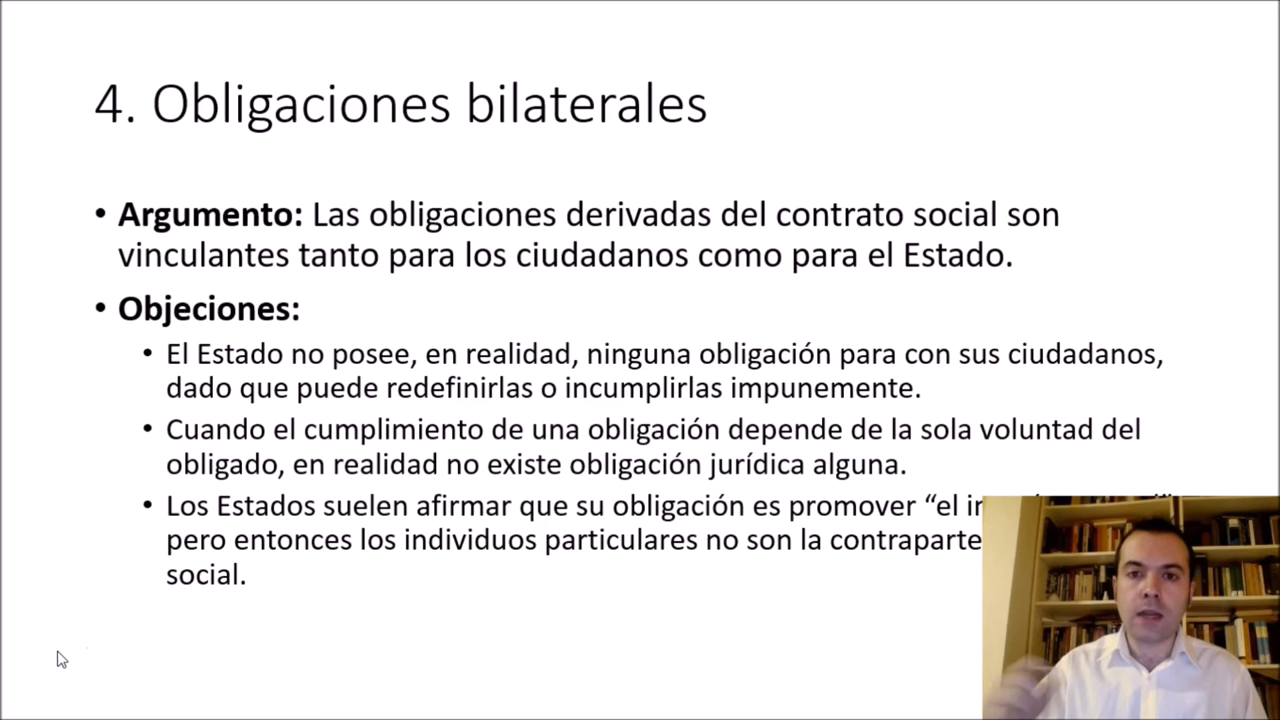 4. Obligaciones bilaterales
• Argumento: Las obligaciones derivadas del contrato social son
vinculantes tanto para los ciudadanos como para el Estado.
• Objeciones:
• El Estado no posee, en realidad, ninguna obligación para con sus ciudadanos,
dado que puede redefinirlas o incumplirlas impunemente.
• Cuando el cumplimiento de una obligación depende de la sola voluntad del
obligado, en realidad no existe obligación jurídica alguna.
• Los Estados suelen afirmar que su obligación es promover “el
pero entonces los individuos particulares no son la contraparte
social.